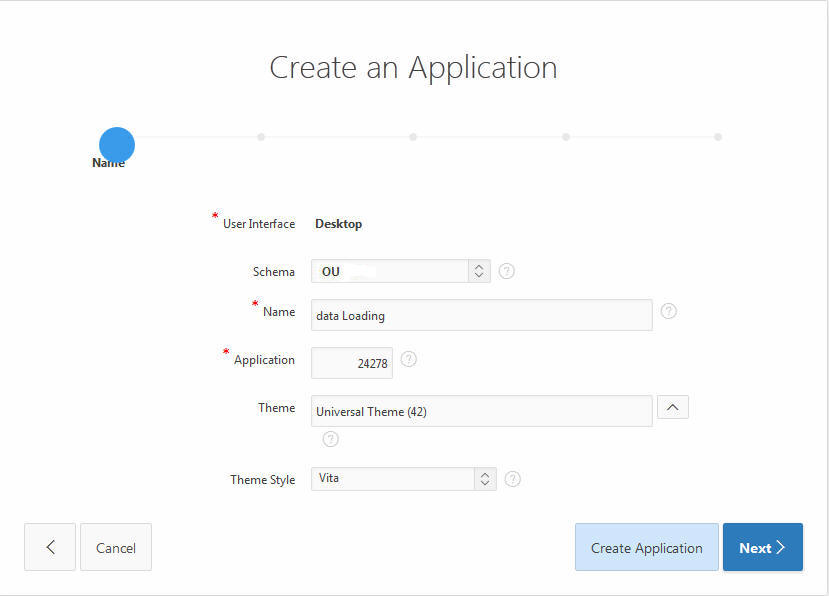 Create an Application
Name
* User Interface Desktop
Schema OU ?
* Name data Loading ?
* Application 24278 ?
Theme Universal Theme (42)
?
Theme Style Vita ?
Cancel Create Application Next